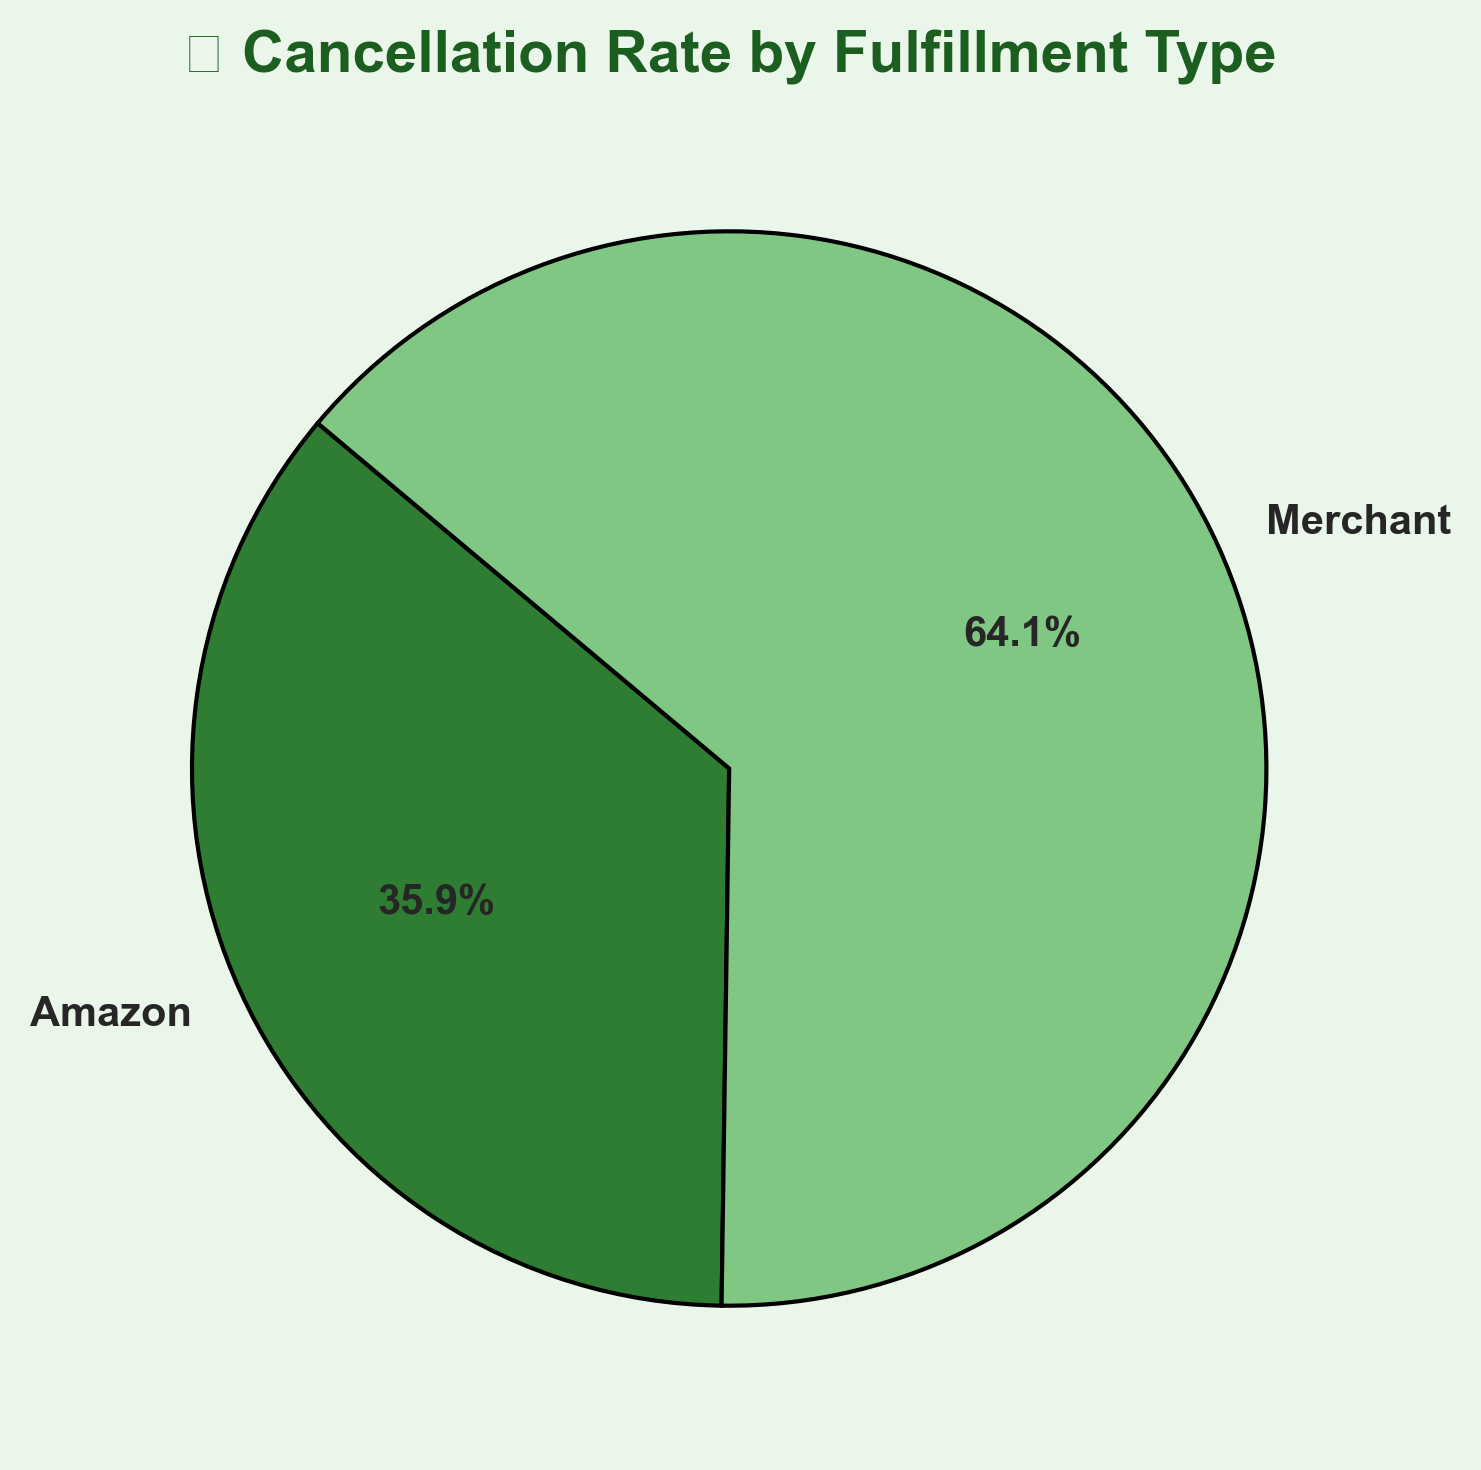 Cancellation Rate by Fulfillment Type
Merchant
64.1%
35.9%
Amazon